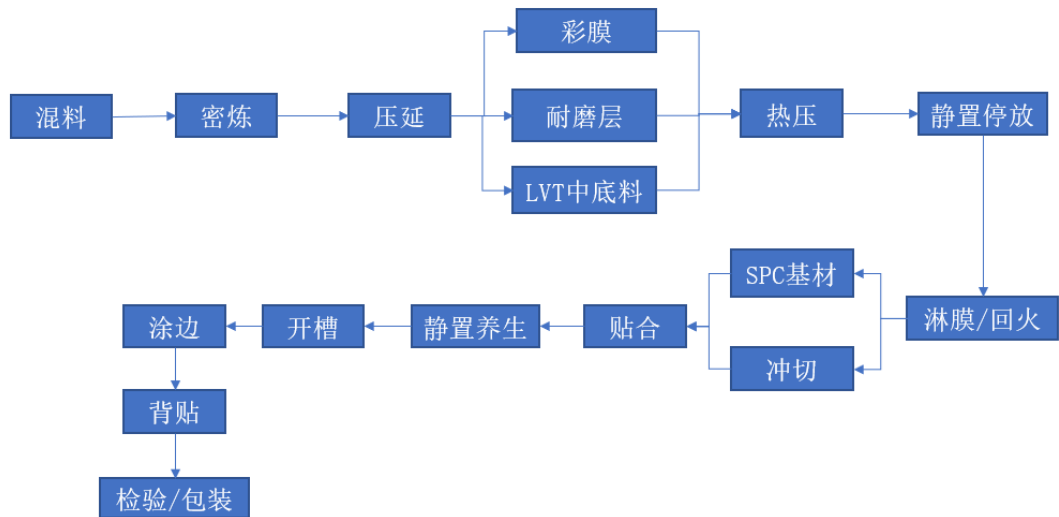 混料
密炼
压延
彩膜
耐磨层
LVT中底料
热压
静置停放
淋膜/回火
SPC基材
冲切
贴合
静置养生
开槽
涂边
背贴
检验/包装